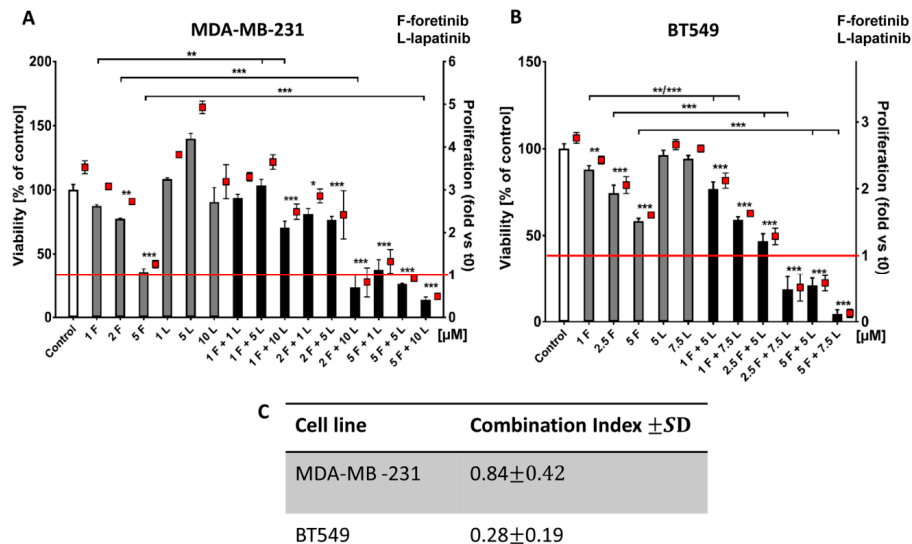 A
MDA-MB-231
F-foretinib
L-lapatinib
Viability [% of control]
200
150
100
50
0
**
***
***
**
***
***
*
***
***
***
***
***
6
5
4
3
2
1
0
Proliferation (fold vs t0)
Control
1 F
2 F
5 F
1 L
5 L
10 L
1 F + 1 L
1 F + 5 L
1 F + 10 L
2 F + 1 L
2 F + 5 L
2 F + 10 L
5 F + 1 L
5 F + 5 L
5 F + 10 L
[µM]
B
BT549
F-foretinib
L-lapatinib
Viability [% of control]
150
100
50
0
**/***
***
***
**
***
***
***
***
***
***
***
***
3
2
1
0
Proliferation (fold vs t0)
Control
1 F
2.5 F
5 F
5 L
7.5 L
1 F + 5 L
1 F + 7.5 L
2.5 F + 5 L
2.5 F + 7.5 L
5 F + 5 L
5 F + 7.5 L
[µM]
C
Cell line Combination Index ±SD
MDA-MB -231 0.84±0.42
BT549 0.28±0.19